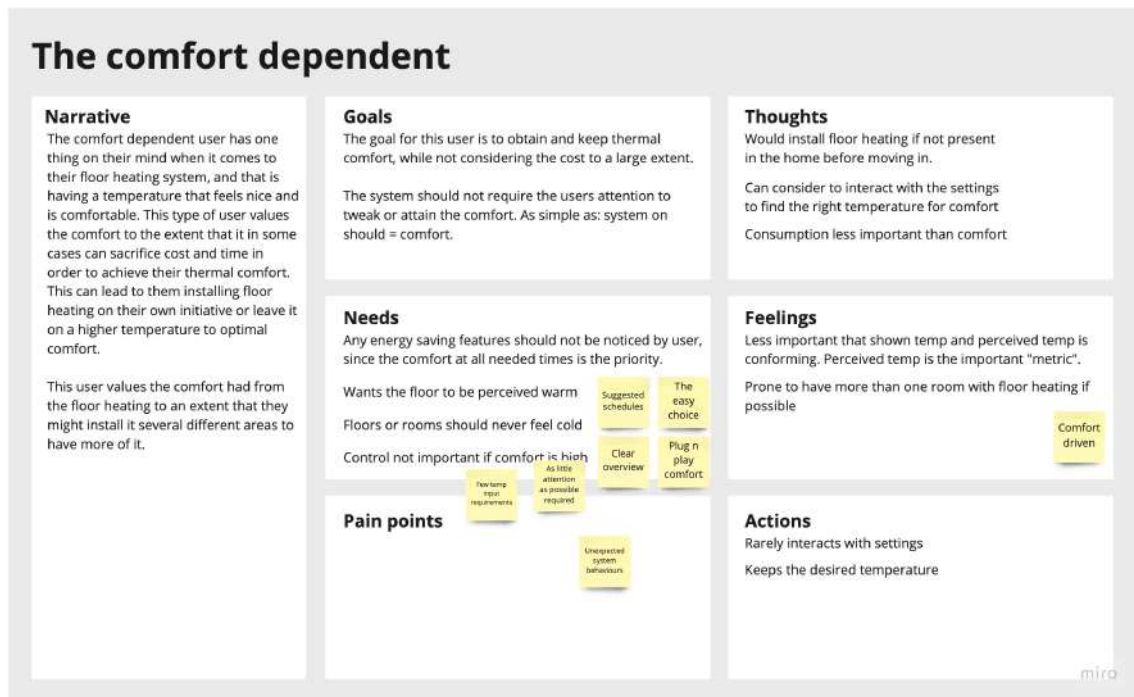 The comfort dependent
Narrative
The comfort dependent user has one
thing on their mind when it comes to
their floor heating system, and that is
having a temperature that feels nice and
is comfortable. This type of user values
the comfort to the extent that it in some
cases can sacrifice cost and time in
order to achieve their thermal comfort.
This can lead to them installing floor
heating on their own initiative or leave it
on a higher temperature to optimal
comfort.
This user values the comfort had from
the floor heating to an extent that they
might install it several different areas to
have more of it.
Goals
The goal for this user is to obtain and keep thermal
comfort, while not considering the cost to a large extent.
The system should not require the users attention to
tweak or attain the comfort. As simple as: system on
should = comfort.
Thoughts
Would install floor heating if not present
in the home before moving in.
Can consider to interact with the settings
to find the right temperature for comfort
Consumption less important than comfort
Needs
Any energy saving features should not be noticed by user,
since the comfort at all needed times is the priority.
Wants the floor to be perceived warm
Floors or rooms should never feel cold
Control not important if comfort is high
Suggested
schedules
The
easy
choice
Clear
overview
Plug n
play
comfort
Few temp
input
requirements
As little
attention
as possible
required
Feelings
Less important that shown temp and perceived temp is
conforming. Perceived temp is the important "metric".
Prone to have more than one room with floor heating if
possible
Comfort
driven
Pain points
Unexpected
system
behaviours
Actions
Rarely interacts with settings
Keeps the desired temperature
miro